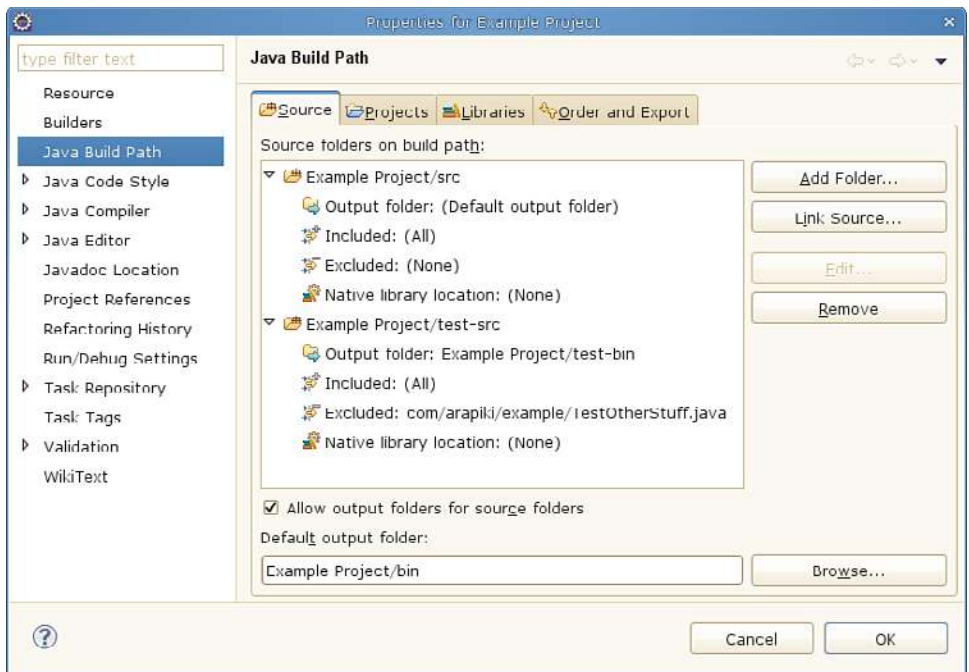 Properties for Example Project
type filter text
Resource
Builders
Java Build Path
Java Code Style
Java Compiler
Java Editor
Javadoc Location
Project References
Refactoring History
Run/Debug Settings
Task Repository
Task Tags
Validation
WikiText
Java Build Path
Source Projects Libraries Order and Export
Source folders on build path:
Example Project/src
Output folder: (Default output folder)
Included: (All)
Excluded: (None)
Native library location: (None)
Example Project/test-src
Output folder: Example Project/test-bin
Included: (All)
Excluded: com/arapiki/example/TestOtherStuff.java
Native library location: (None)
Add Folder...
Link Source...
Edit...
Remove
Allow output folders for source folders
Default output folder:
Example Project/bin
Browse...
Cancel OK